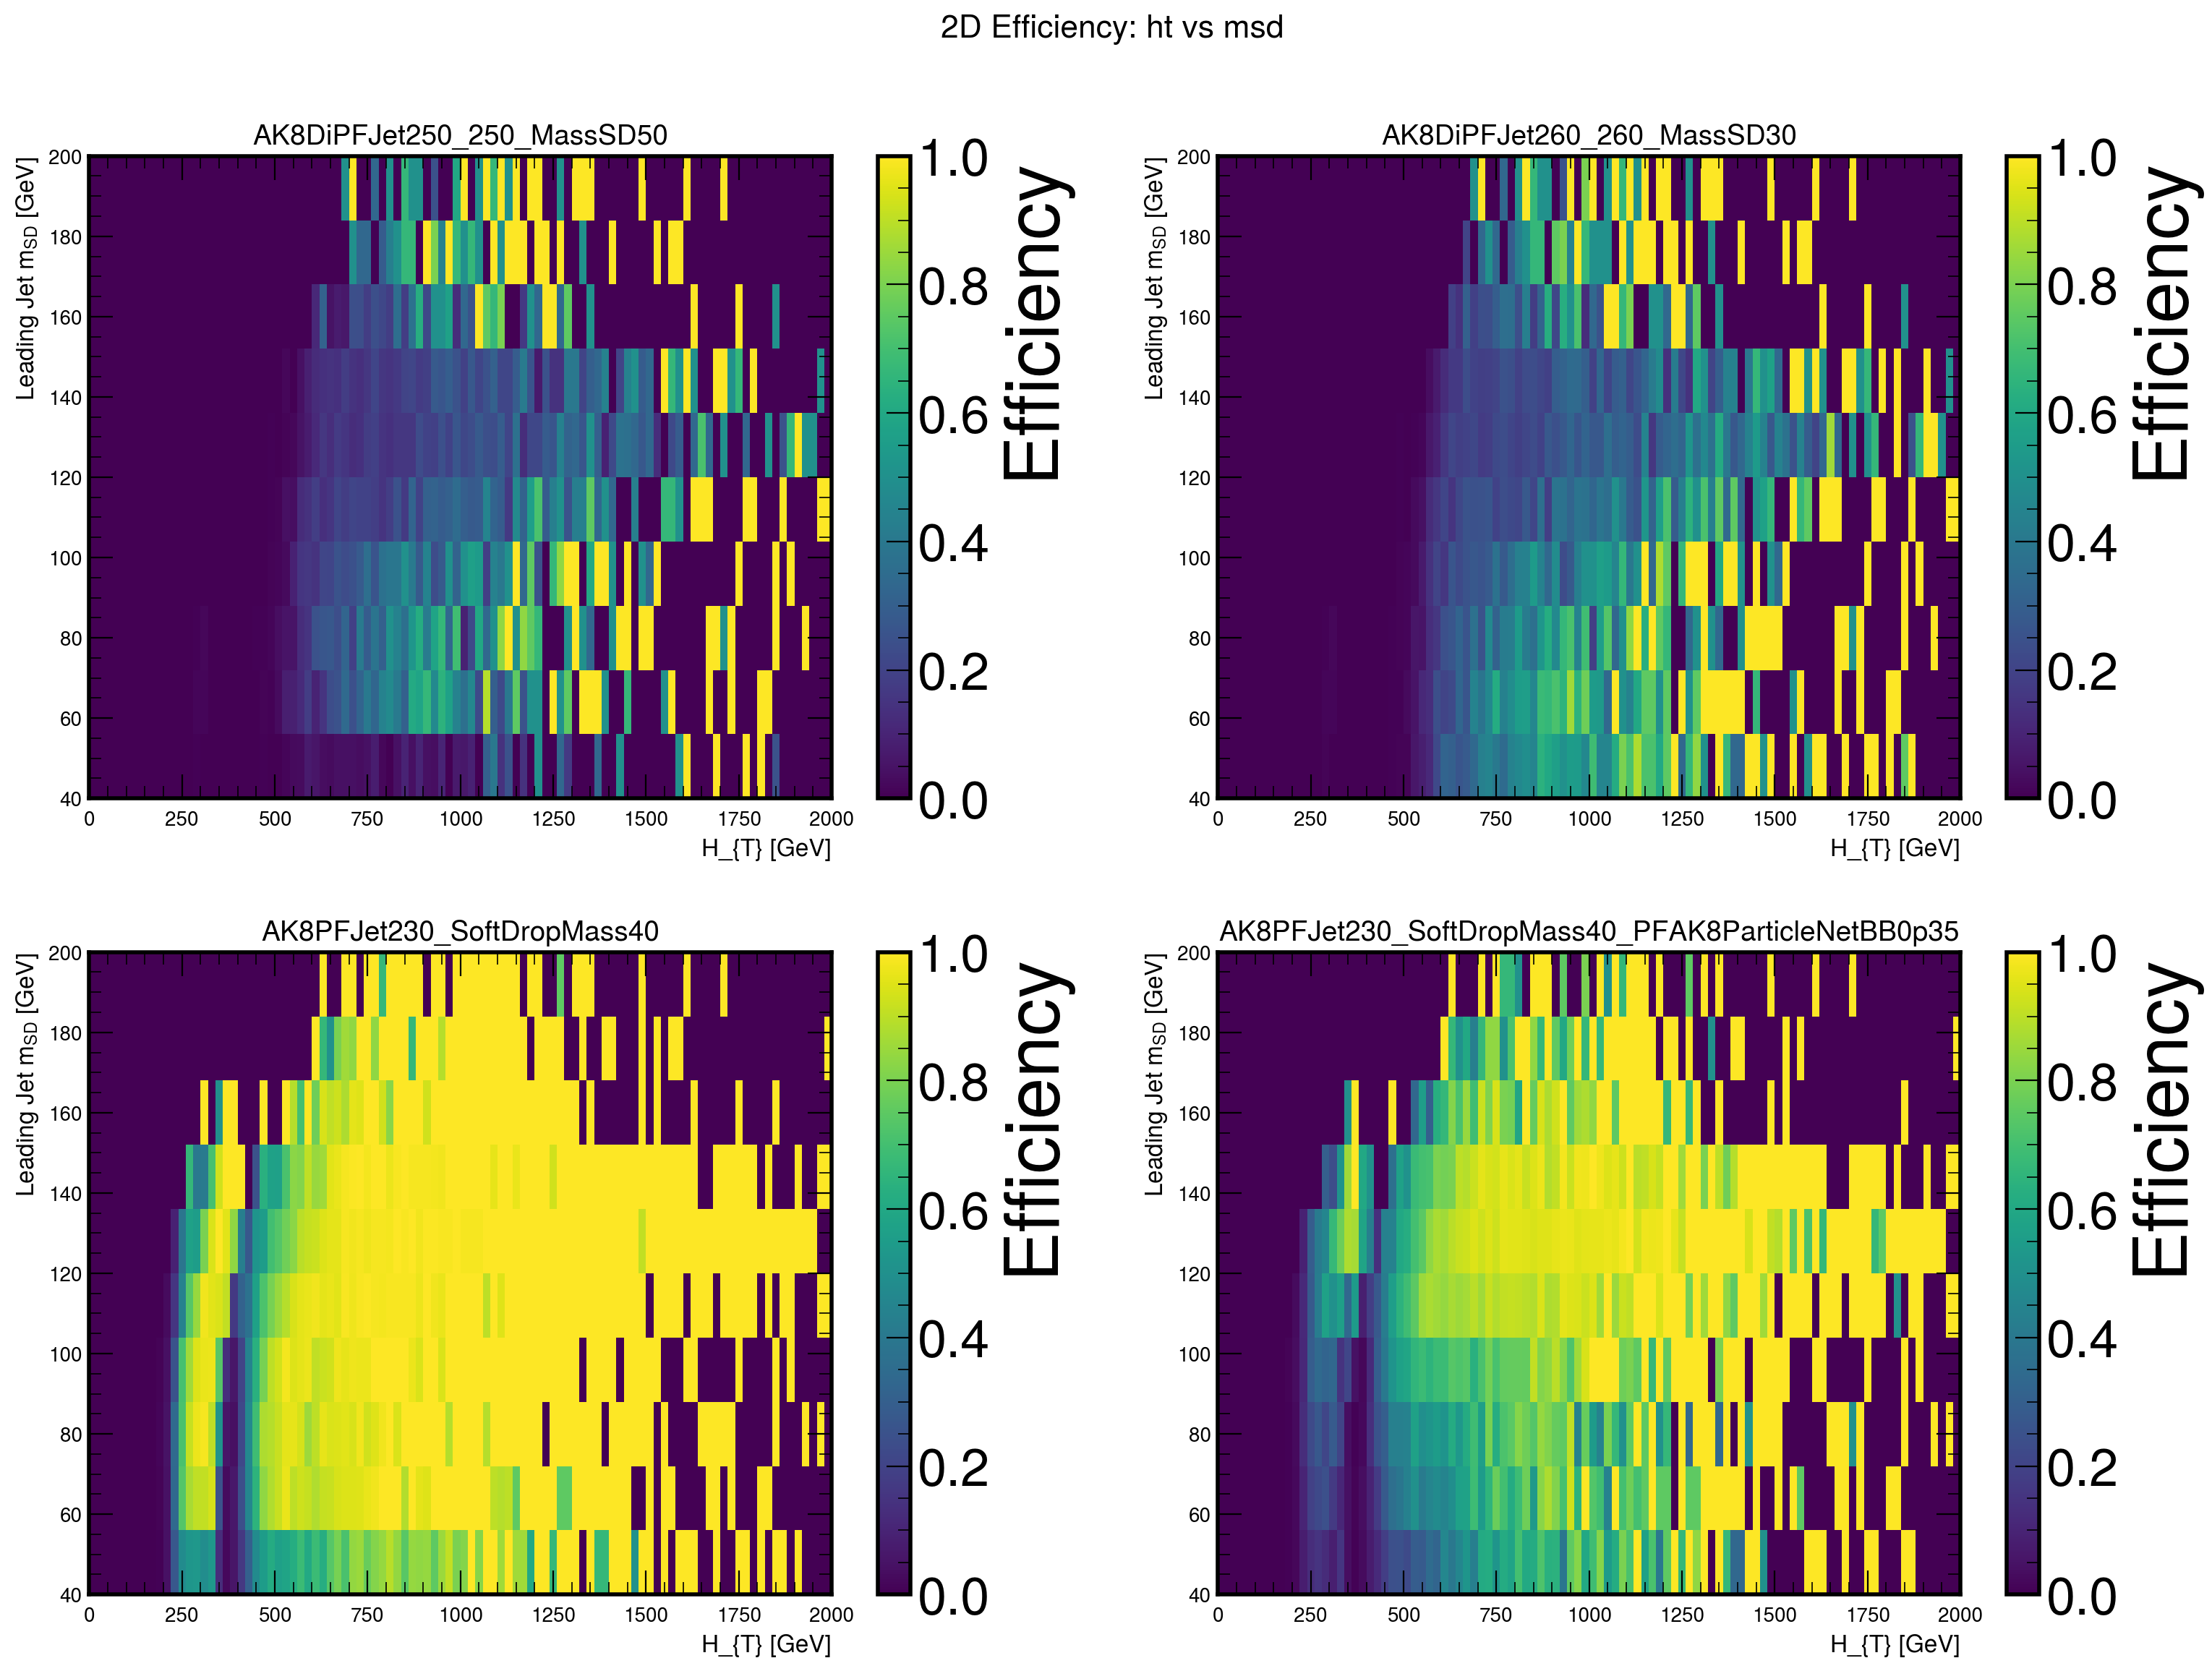 2D Efficiency: ht vs msd
AK8DiPFJet250_250_MassSD50
Leading Jet mSD [GeV]
200
180
160
140
120
100
80
60
40
0 250 500 750 1000 1250 1500 1750 2000
H_{T} [GeV]
1.0
0.8
0.6
0.4
0.2
0.0
Efficiency
AK8DiPFJet260_260_MassSD30
Leading Jet mSD [GeV]
200
180
160
140
120
100
80
60
40
0 250 500 750 1000 1250 1500 1750 2000
H_{T} [GeV]
1.0
0.8
0.6
0.4
0.2
0.0
Efficiency
AK8PFJet230_SoftDropMass40
Leading Jet mSD [GeV]
200
180
160
140
120
100
80
60
40
0 250 500 750 1000 1250 1500 1750 2000
H_{T} [GeV]
1.0
0.8
0.6
0.4
0.2
0.0
Efficiency
AK8PFJet230_SoftDropMass40_PFAK8ParticleNetBB0p35
Leading Jet mSD [GeV]
200
180
160
140
120
100
80
60
40
0 250 500 750 1000 1250 1500 1750 2000
H_{T} [GeV]
1.0
0.8
0.6
0.4
0.2
0.0
Efficiency